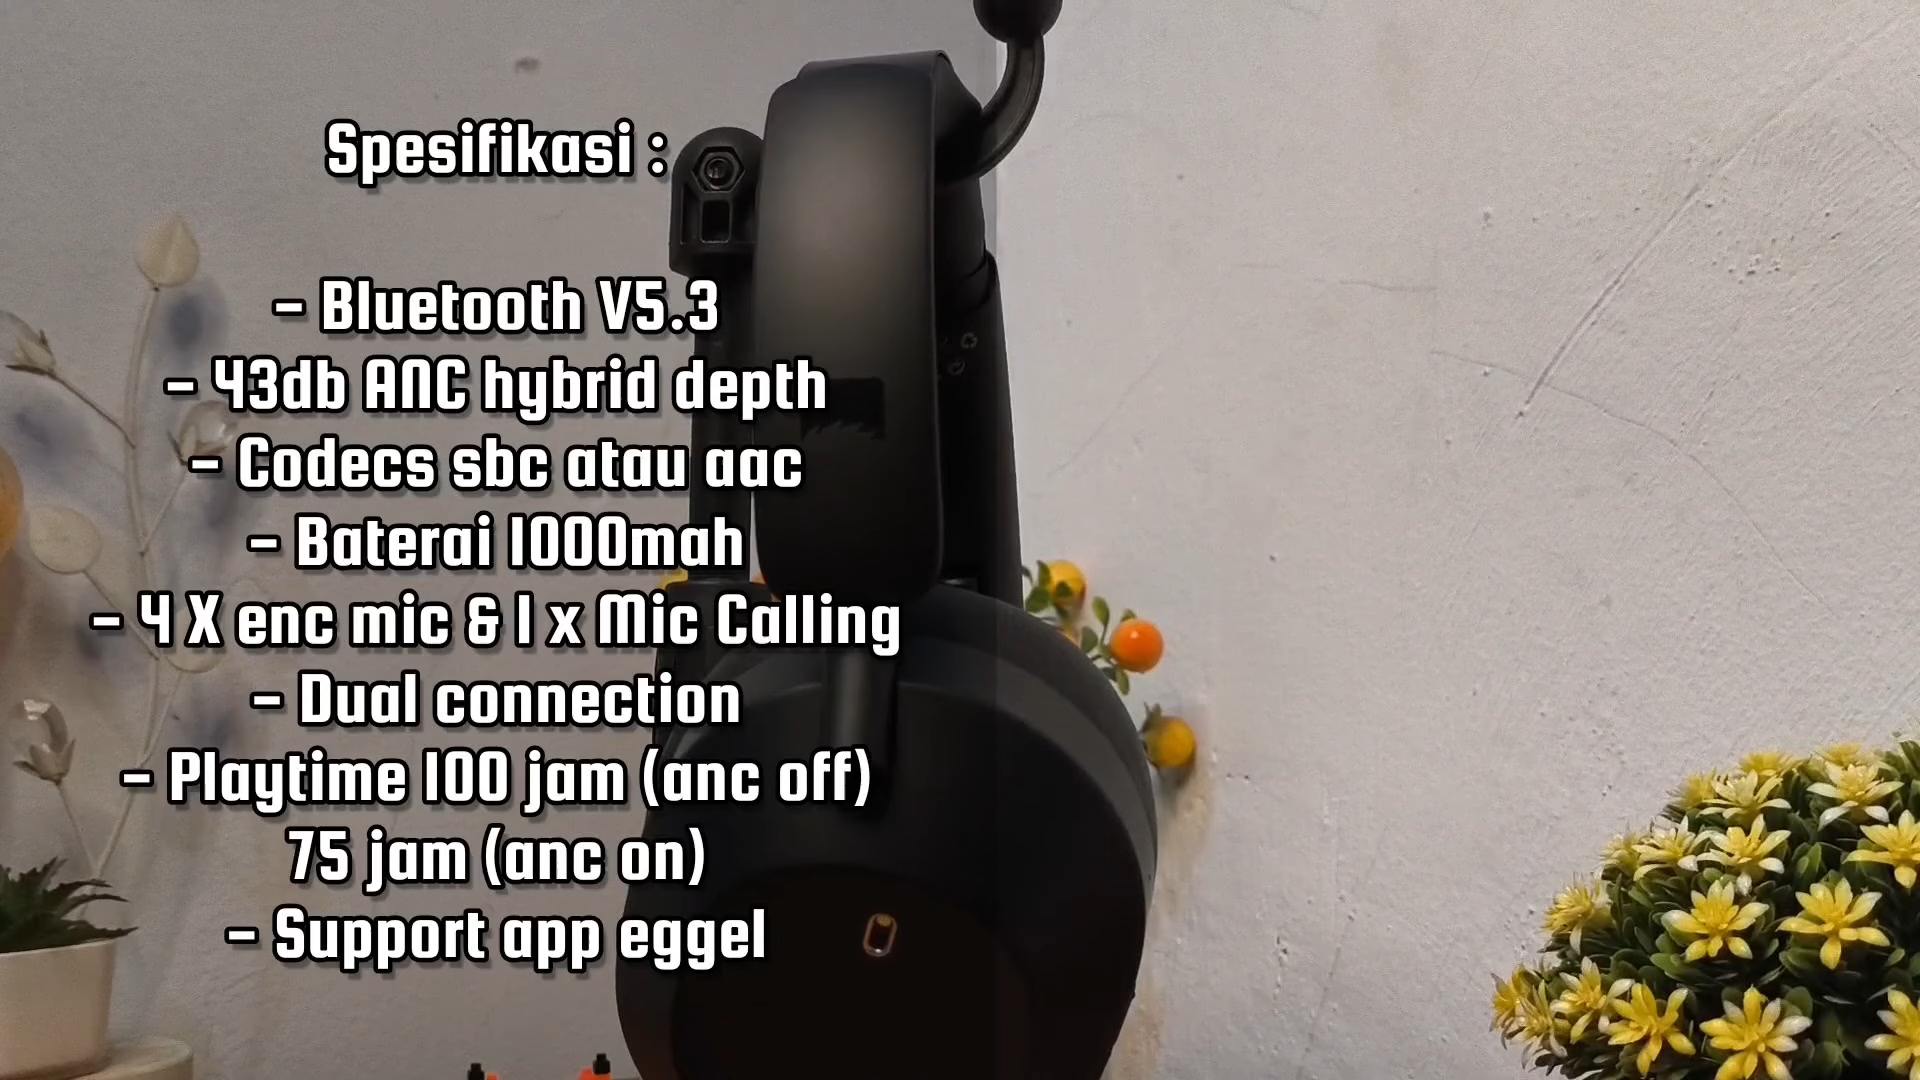 Spesifikasi :
- Bluetooth V5.3
- 43db ANC hybrid depth
- Codecs sbc atau aac
- Baterai 1000mah
- 4 X enc mic & 1 x Mic Calling
- Dual connection
- Playtime 100 jam (anc off)
75 jam (anc on)
- Support app eggel